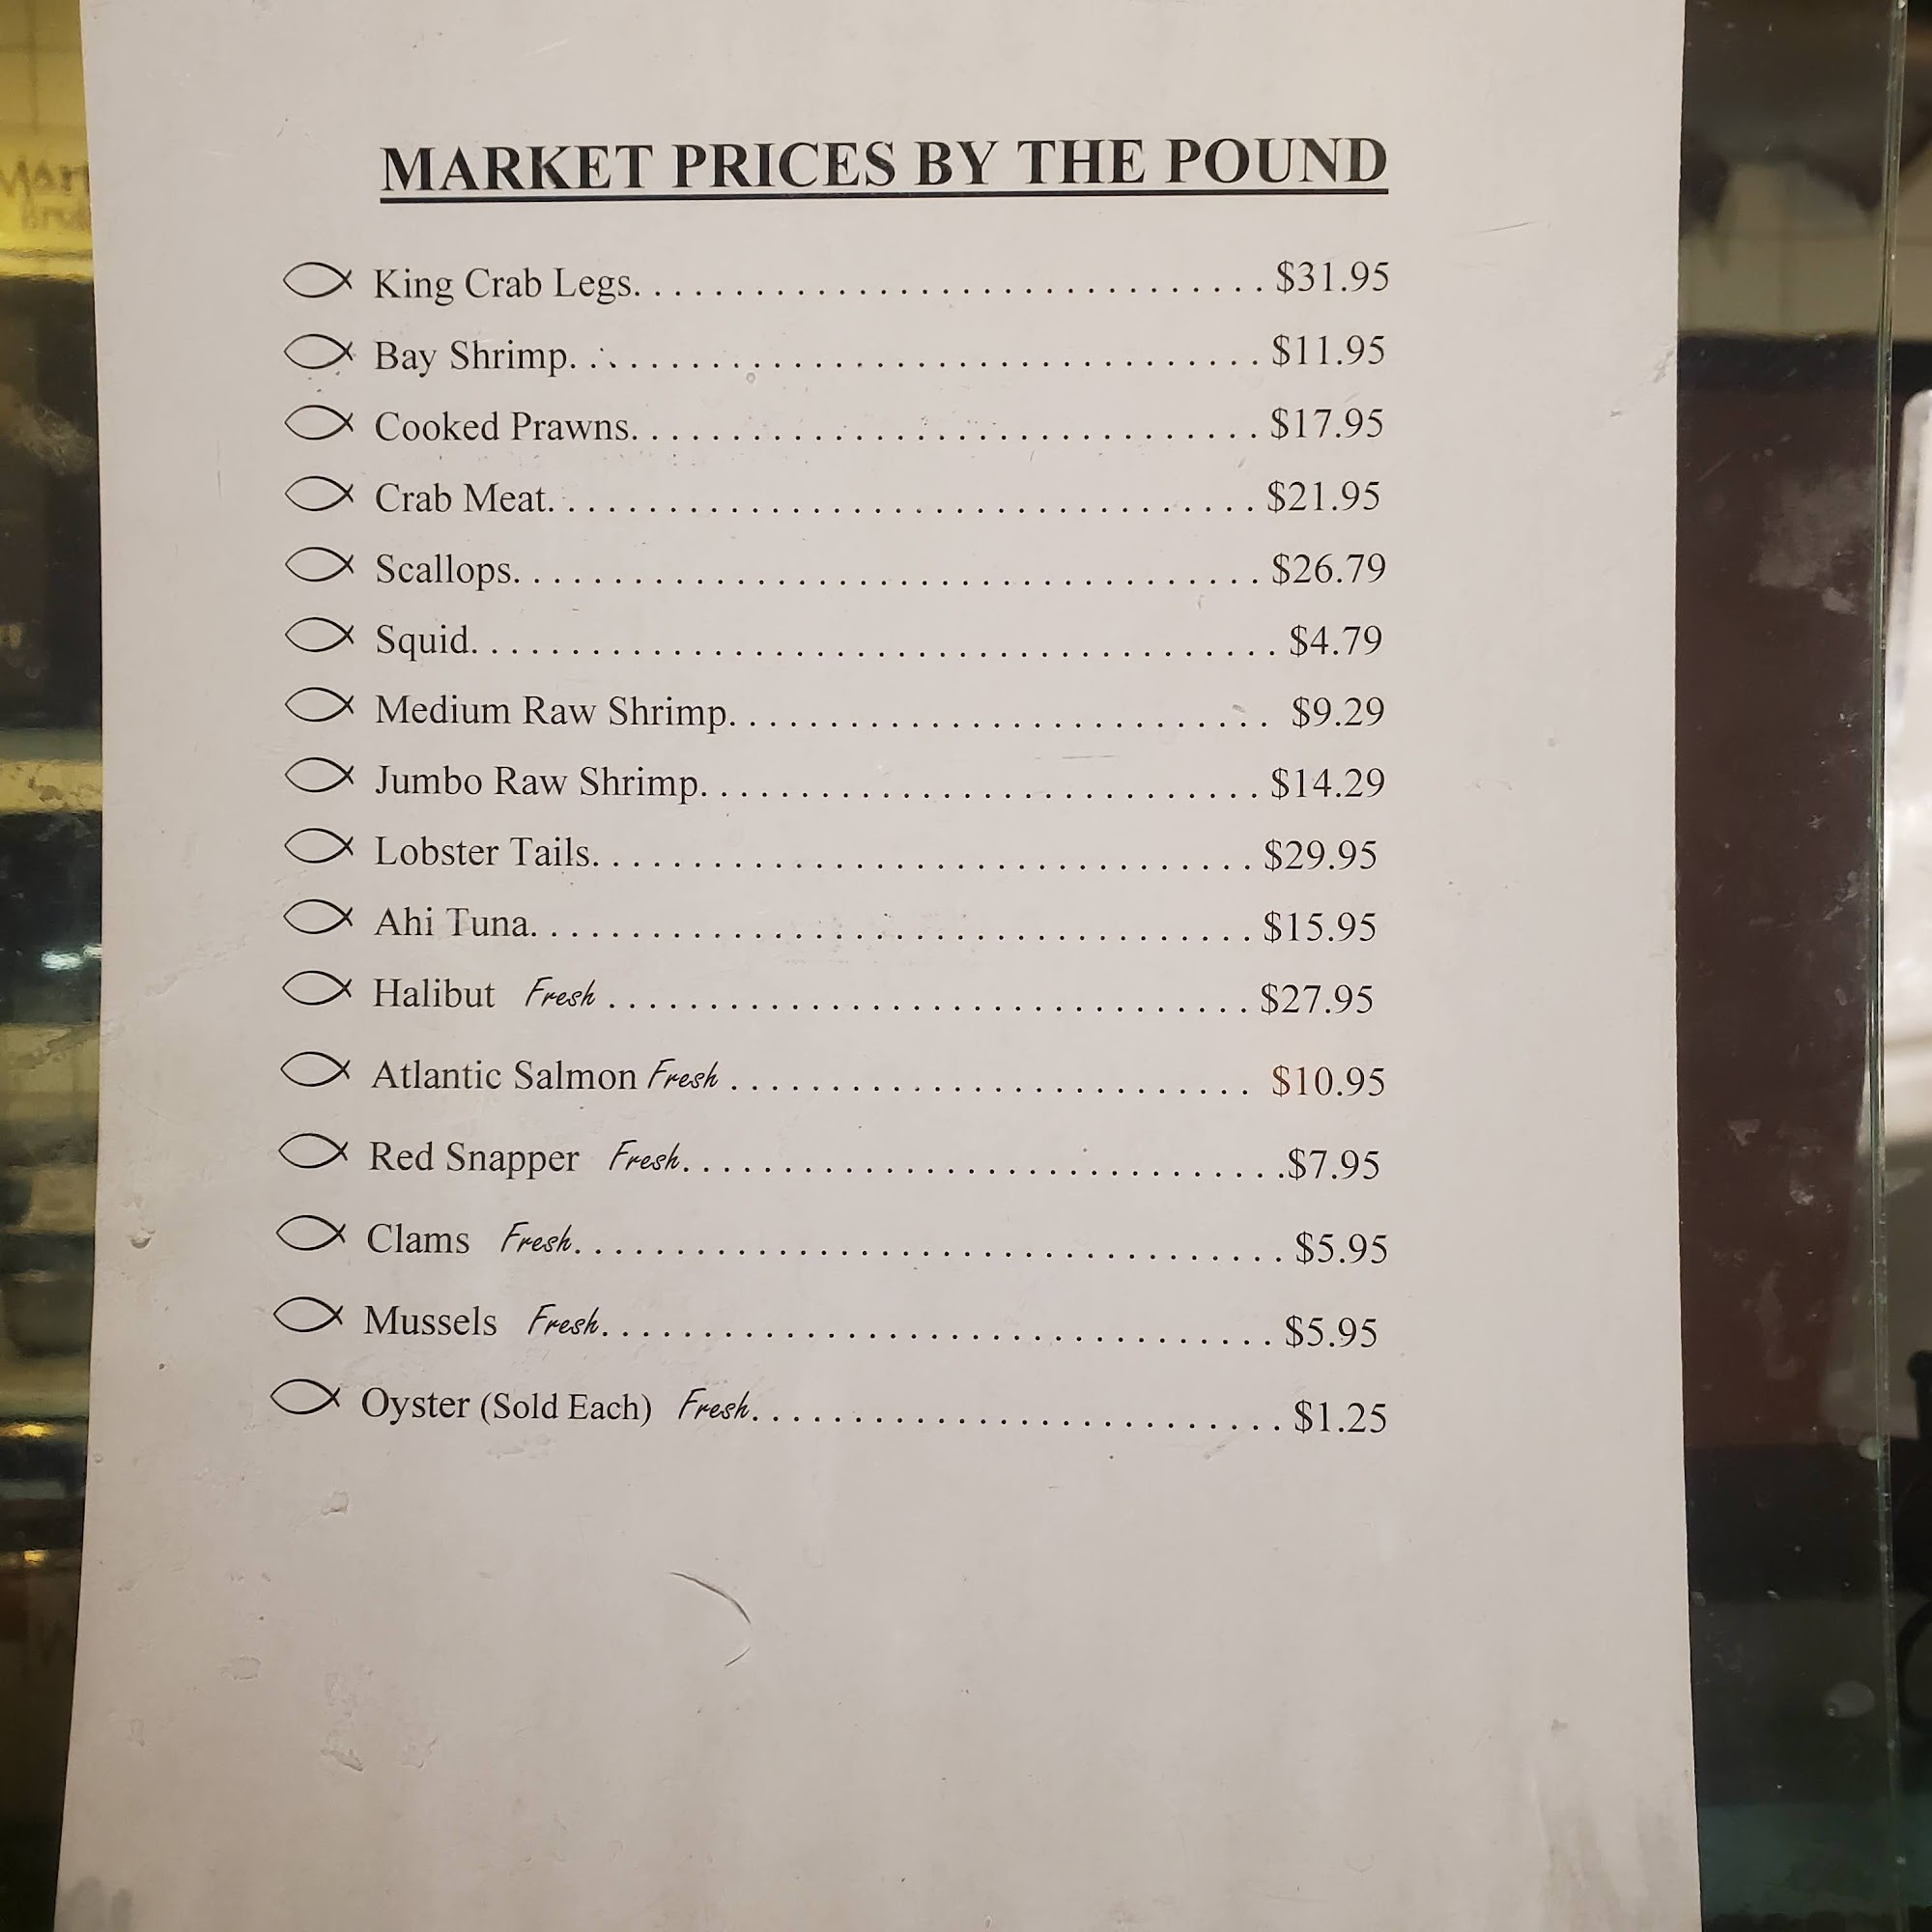 MARKET PRICES BY THE POUND
King Crab Legs. . . . . . . . . . . . . . . . . . . . . . . . . . . . . . . . $31.95
Bay Shrimp. . . . . . . . . . . . . . . . . . . . . . . . . . . . . . . . . . . $11.95
Cooked Prawns. . . . . . . . . . . . . . . . . . . . . . . . . . . . . . . . $17.95
Crab Meat. . . . . . . . . . . . . . . . . . . . . . . . . . . . . . . . . . . . $21.95
Scallops. . . . . . . . . . . . . . . . . . . . . . . . . . . . . . . . . . . . . . $26.79
Squid. . . . . . . . . . . . . . . . . . . . . . . . . . . . . . . . . . . . . . . . . $4.79
Medium Raw Shrimp. . . . . . . . . . . . . . . . . . . . . . . . . . . . $9.29
Jumbo Raw Shrimp. . . . . . . . . . . . . . . . . . . . . . . . . . . . . $14.29
Lobster Tails. . . . . . . . . . . . . . . . . . . . . . . . . . . . . . . . . . $29.95
Ahi Tuna. . . . . . . . . . . . . . . . . . . . . . . . . . . . . . . . . . . . . $15.95
Halibut Fresh . . . . . . . . . . . . . . . . . . . . . . . . . . . . . . . . . $27.95
Atlantic Salmon Fresh . . . . . . . . . . . . . . . . . . . . . . . . . . . $10.95
Red Snapper Fresh. . . . . . . . . . . . . . . . . . . . . . . . . . . . . . .$7.95
Clams Fresh. . . . . . . . . . . . . . . . . . . . . . . . . . . . . . . . . . . . $5.95
Mussels Fresh. . . . . . . . . . . . . . . . . . . . . . . . . . . . . . . . . . $5.95
Oyster (Sold Each) Fresh. . . . . . . . . . . . . . . . . . . . . . . . . . . $1.25